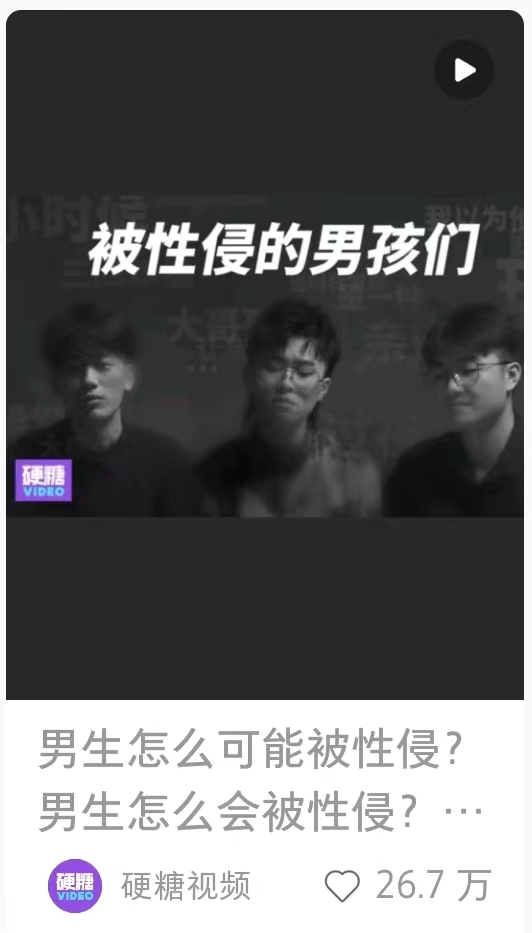 小时候
我以为
被性侵的男孩们
大哥哥
亲
硬糖
VIDEO
男生怎么可能被性侵？
男生怎么会被性侵？…
硬糖
VIDEO
硬糖视频
26.7 万